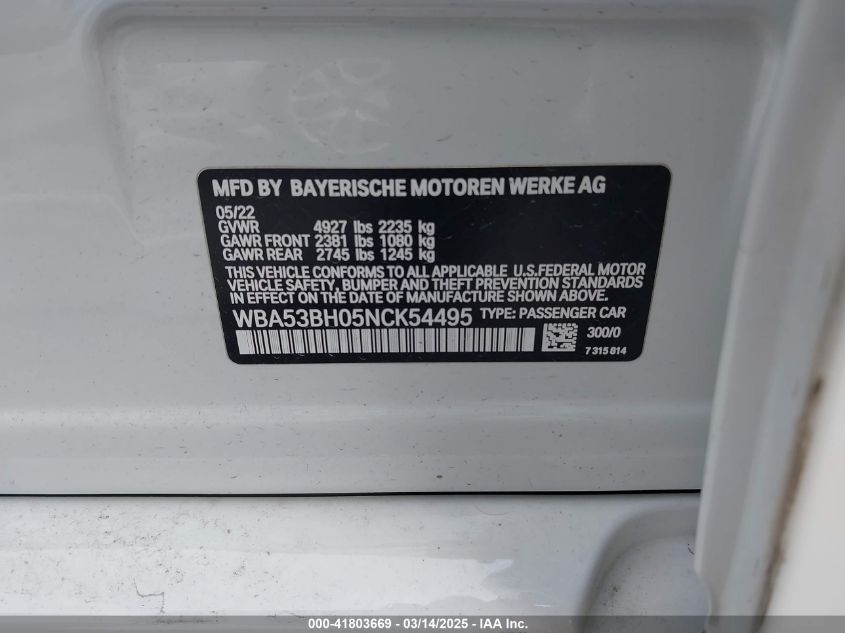 MFD BY BAYERISCHE MOTOREN WERKE AG
05/22
GVWR 4927 lbs 2235 kg
GAWR FRONT 2381 lbs 1080 kg
GAWR REAR 2745 lbs 1245 kg
THIS VEHICLE CONFORMS TO ALL APPLICABLE U.S.FEDERAL MOTOR
VEHICLE SAFETY, BUMPER AND THEFT PREVENTION STANDARDS
IN EFFECT ON THE DATE OF MANUFACTURE SHOWN ABOVE.
WBA53BH05NCK54495 TYPE: PASSENGER CAR
300/0
7315814
000-41803669 - 03/14/2025 - IAA Inc.